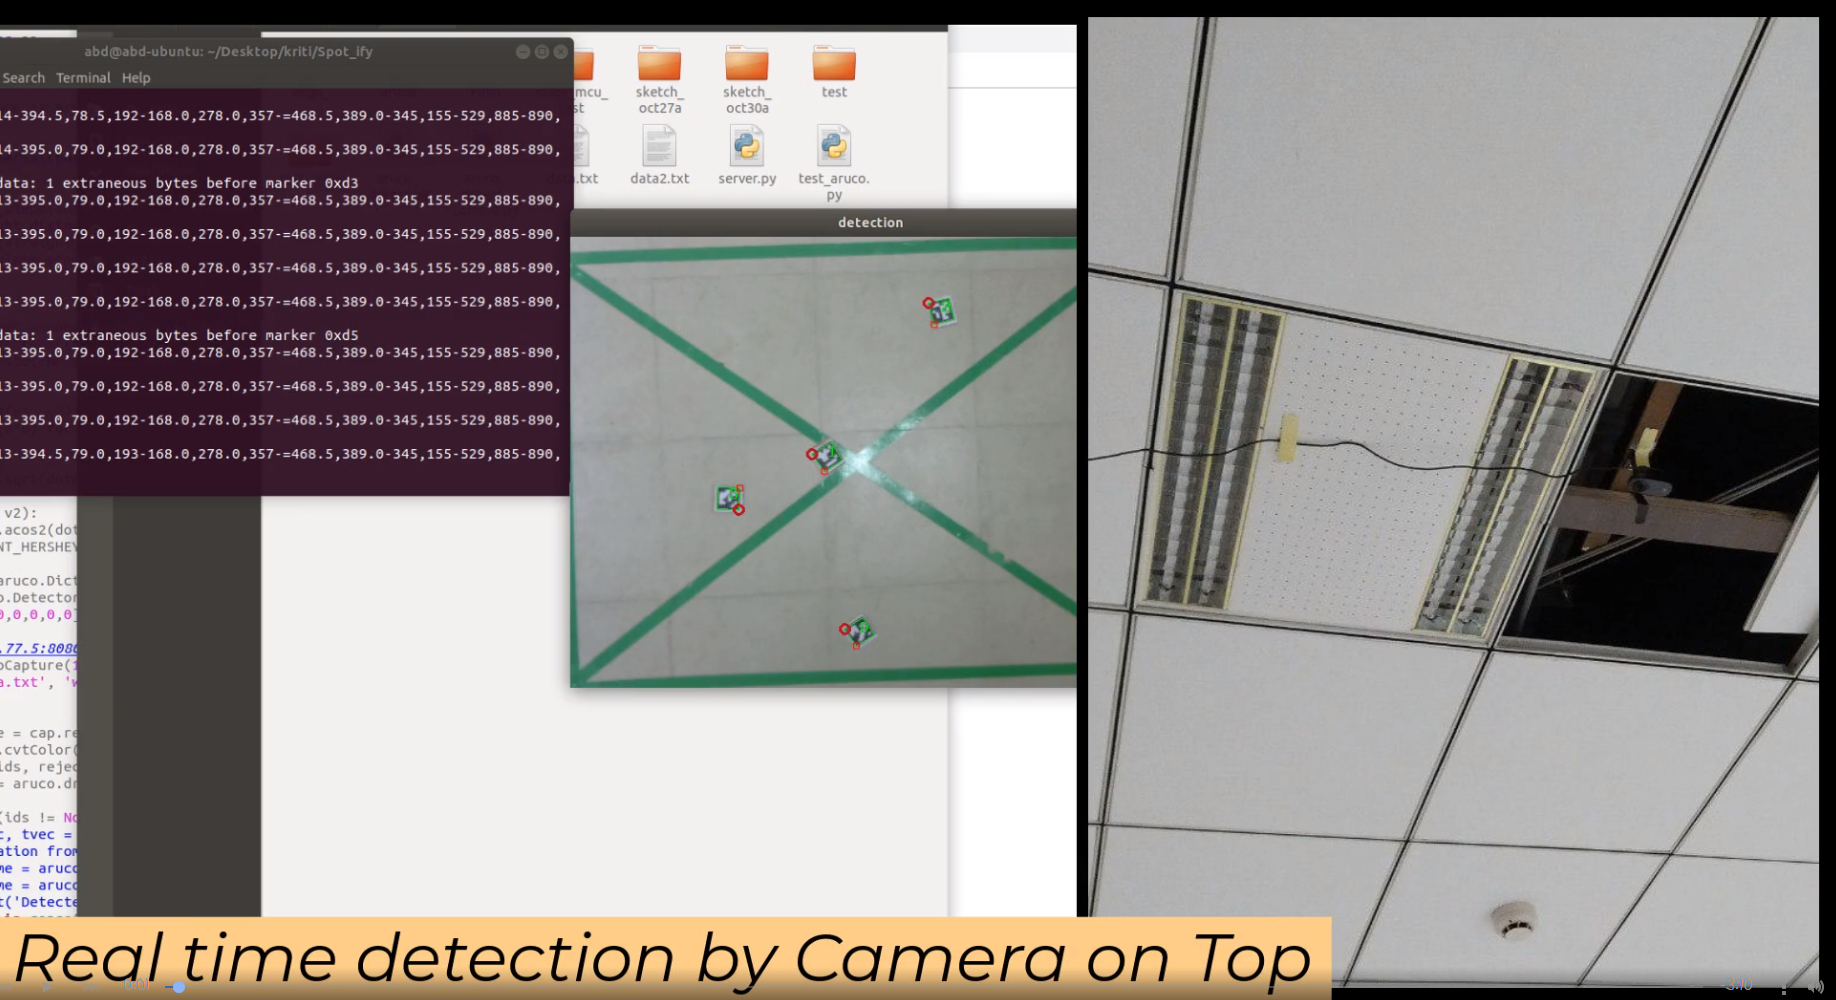 abd@abd-ubuntu: ~/Desktop/kriti/Spot_ify
Search Terminal Help
14-394.5,78.5,192-168.0,278.0,357-=468.5,389.0-345,155-529,885-890,
14-395.0,79.0,192-168.0,278.0,357-=468.5,389.0-345,155-529,885-890,
data: 1 extraneous bytes before marker 0xd3
13-395.0,79.0,192-168.0,278.0,357-=468.5,389.0-345,155-529,885-890,
13-395.0,79.0,192-168.0,278.0,357-=468.5,389.0-345,155-529,885-890,
13-395.0,79.0,192-168.0,278.0,357-=468.5,389.0-345,155-529,885-890,
13-395.0,79.0,192-168.0,278.0,357-=468.5,389.0-345,155-529,885-890,
data: 1 extraneous bytes before marker 0xd5
13-395.0,79.0,192-168.0,278.0,357-=468.5,389.0-345,155-529,885-890,
13-395.0,79.0,192-168.0,278.0,357-=468.5,389.0-345,155-529,885-890,
13-395.0,79.0,192-168.0,278.0,357-=468.5,389.0-345,155-529,885-890,
13-394.5,79.0,193-168.0,278.0,357-=468.5,389.0-345,155-529,885-890,
mcu_
st
sketch_
oct27a
sketch_
oct30a
test
.txt
data2.txt
server.py
test_aruco.
py
detection
v2):
.acos2(dot
NT_HERSHEY
aruco.Dict
o.Detector
0,0,0,0,0]
.77.5:8080
oCapture(1
a.txt', 'w
e = cap.re
.cvtColor(
ids, rejec
= aruco.dr
(ids != No
c, tvec =
ation from
me = aruco
me = aruco
t('Detecte
Real time detection by Camera on Top
0:01
-3:10